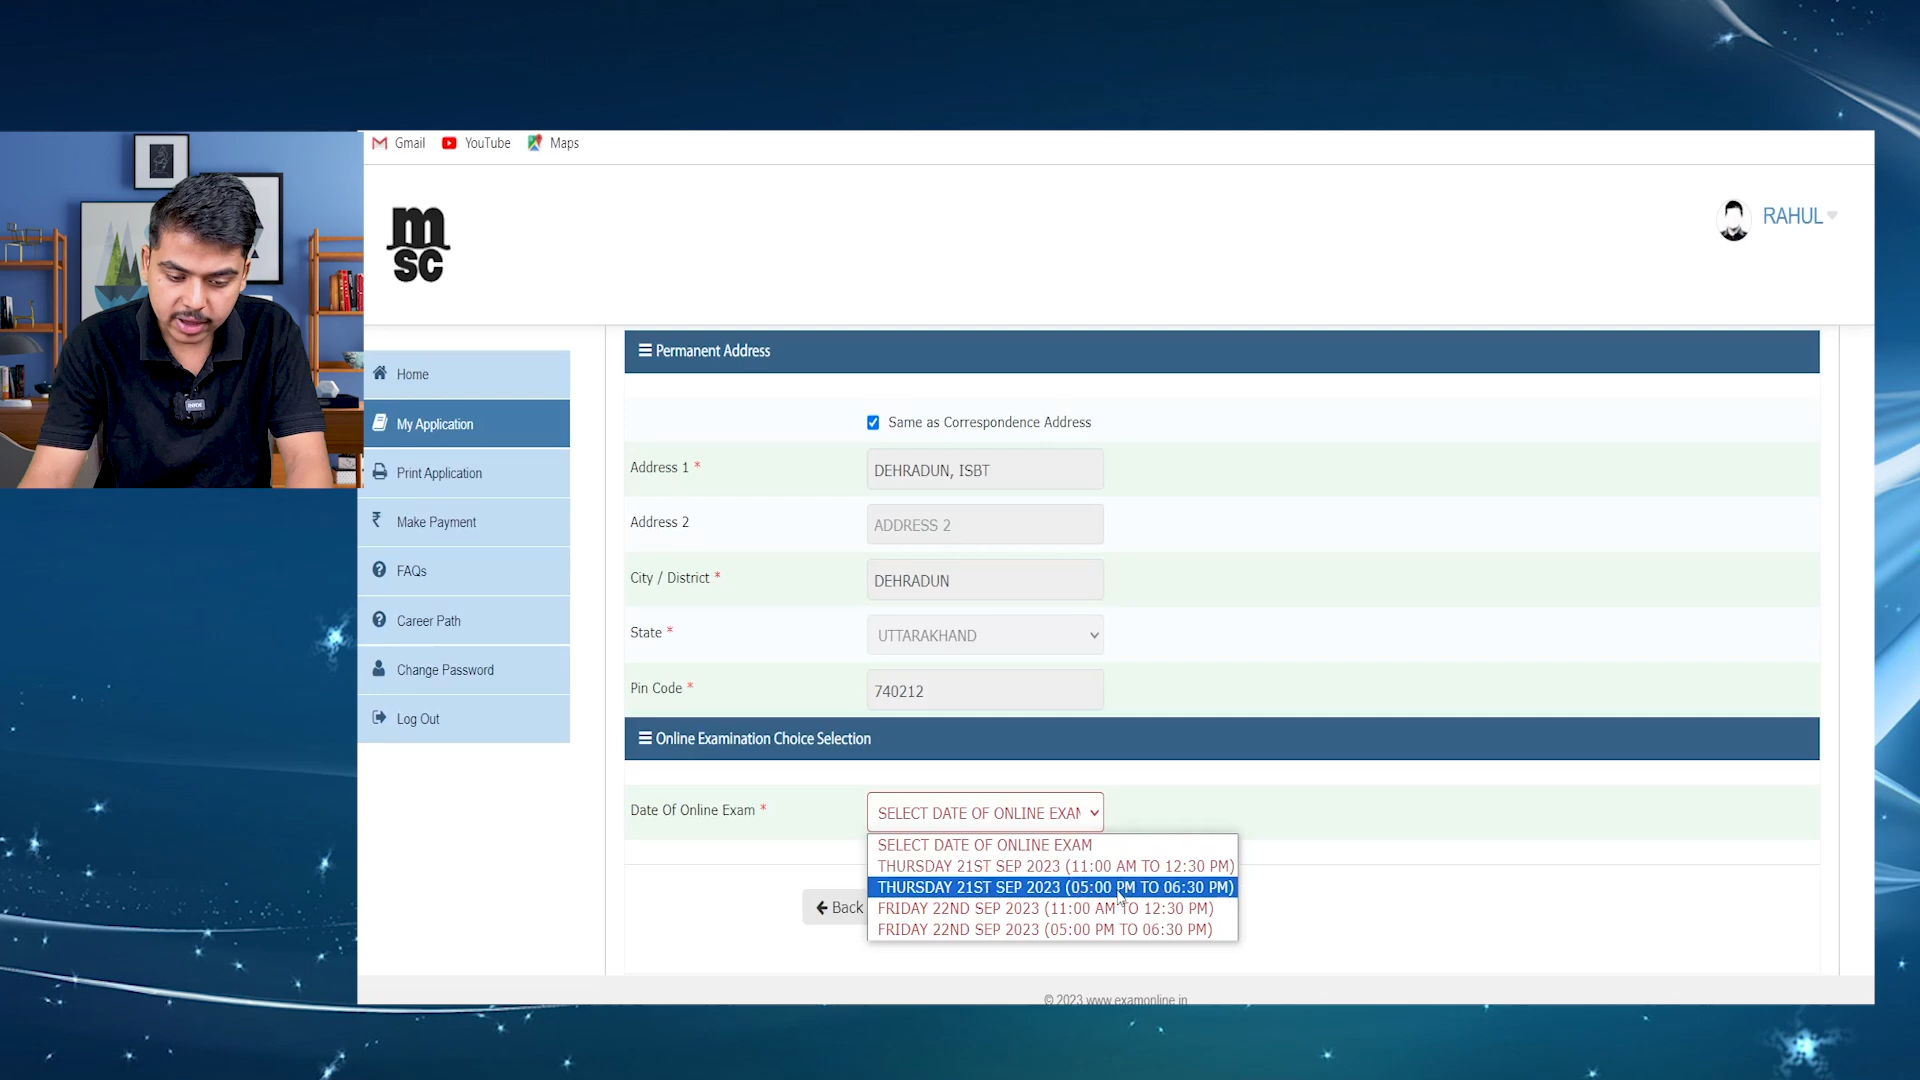 Gmail YouTube Maps
msc
RAHUL
Home
My Application
Print Application
Make Payment
FAQs
Career Path
Change Password
Log Out
Permanent Address
Same as Correspondence Address
Address 1 * DEHRADUN, ISBT
Address 2 ADDRESS 2
City / District * DEHRADUN
State * UTTARAKHAND
Pin Code * 740212
Online Examination Choice Selection
Date Of Online Exam * SELECT DATE OF ONLINE EXAM
SELECT DATE OF ONLINE EXAM
THURSDAY 21ST SEP 2023 (11:00 AM TO 12:30 PM)
THURSDAY 21ST SEP 2023 (05:00 PM TO 06:30 PM)
FRIDAY 22ND SEP 2023 (11:00 AM TO 12:30 PM)
FRIDAY 22ND SEP 2023 (05:00 PM TO 06:30 PM)
Back
© 2023 www.examonline.in